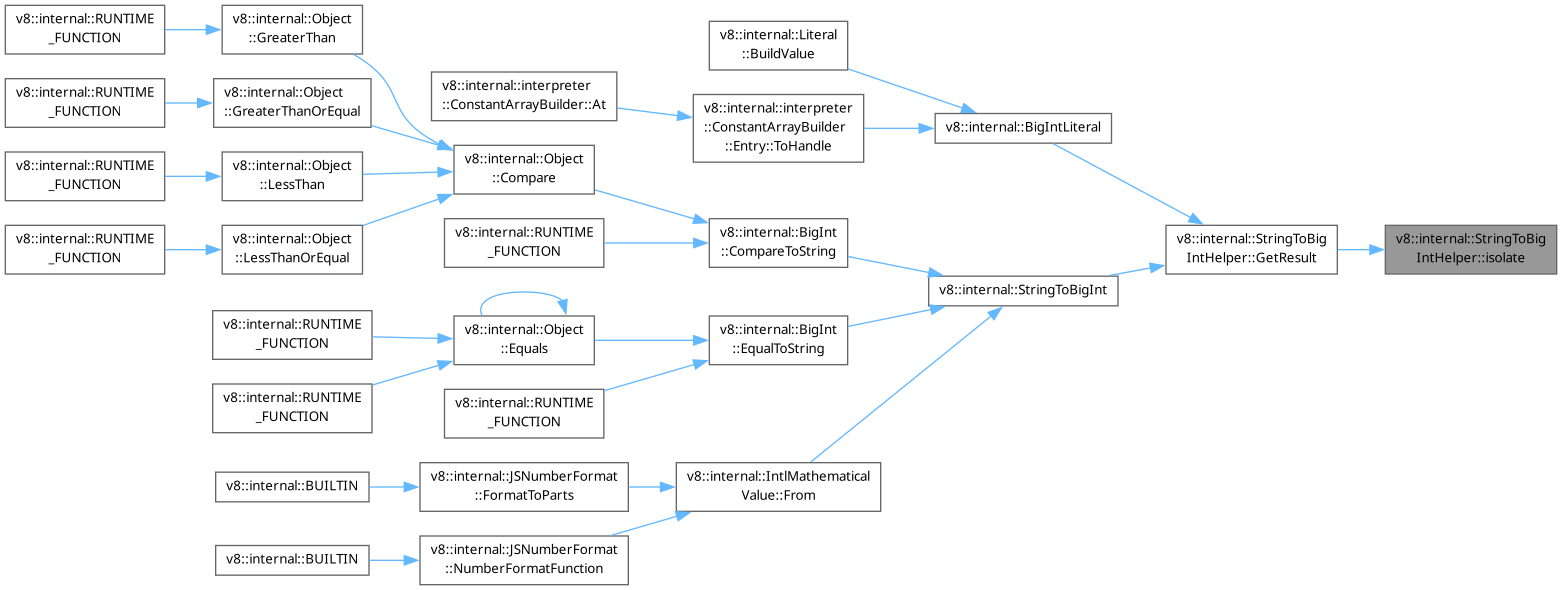 v8::internal::RUNTIME
_FUNCTION
v8::internal::Object
::GreaterThan
v8::internal::RUNTIME
_FUNCTION
v8::internal::Object
::GreaterThanOrEqual
v8::internal::RUNTIME
_FUNCTION
v8::internal::Object
::LessThan
v8::internal::RUNTIME
_FUNCTION
v8::internal::Object
::LessThanOrEqual
v8::internal::interpreter
::ConstantArrayBuilder::At
v8::internal::Object
::Compare
v8::internal::RUNTIME
_FUNCTION
v8::internal::RUNTIME
_FUNCTION
v8::internal::RUNTIME
_FUNCTION
v8::internal::Object
::Equals
v8::internal::RUNTIME
_FUNCTION
v8::internal::BUILTIN
v8::internal::JSNumberFormat
::FormatToParts
v8::internal::BUILTIN
v8::internal::JSNumberFormat
::NumberFormatFunction
v8::internal::Literal
::BuildValue
v8::internal::interpreter
::ConstantArrayBuilder
::Entry::ToHandle
v8::internal::BigInt
::CompareToString
v8::internal::BigInt
::EqualToString
v8::internal::IntlMathematical
Value::From
v8::internal::BigIntLiteral
v8::internal::StringToBigInt
v8::internal::StringToBig
IntHelper::GetResult
v8::internal::StringToBig
IntHelper::isolate